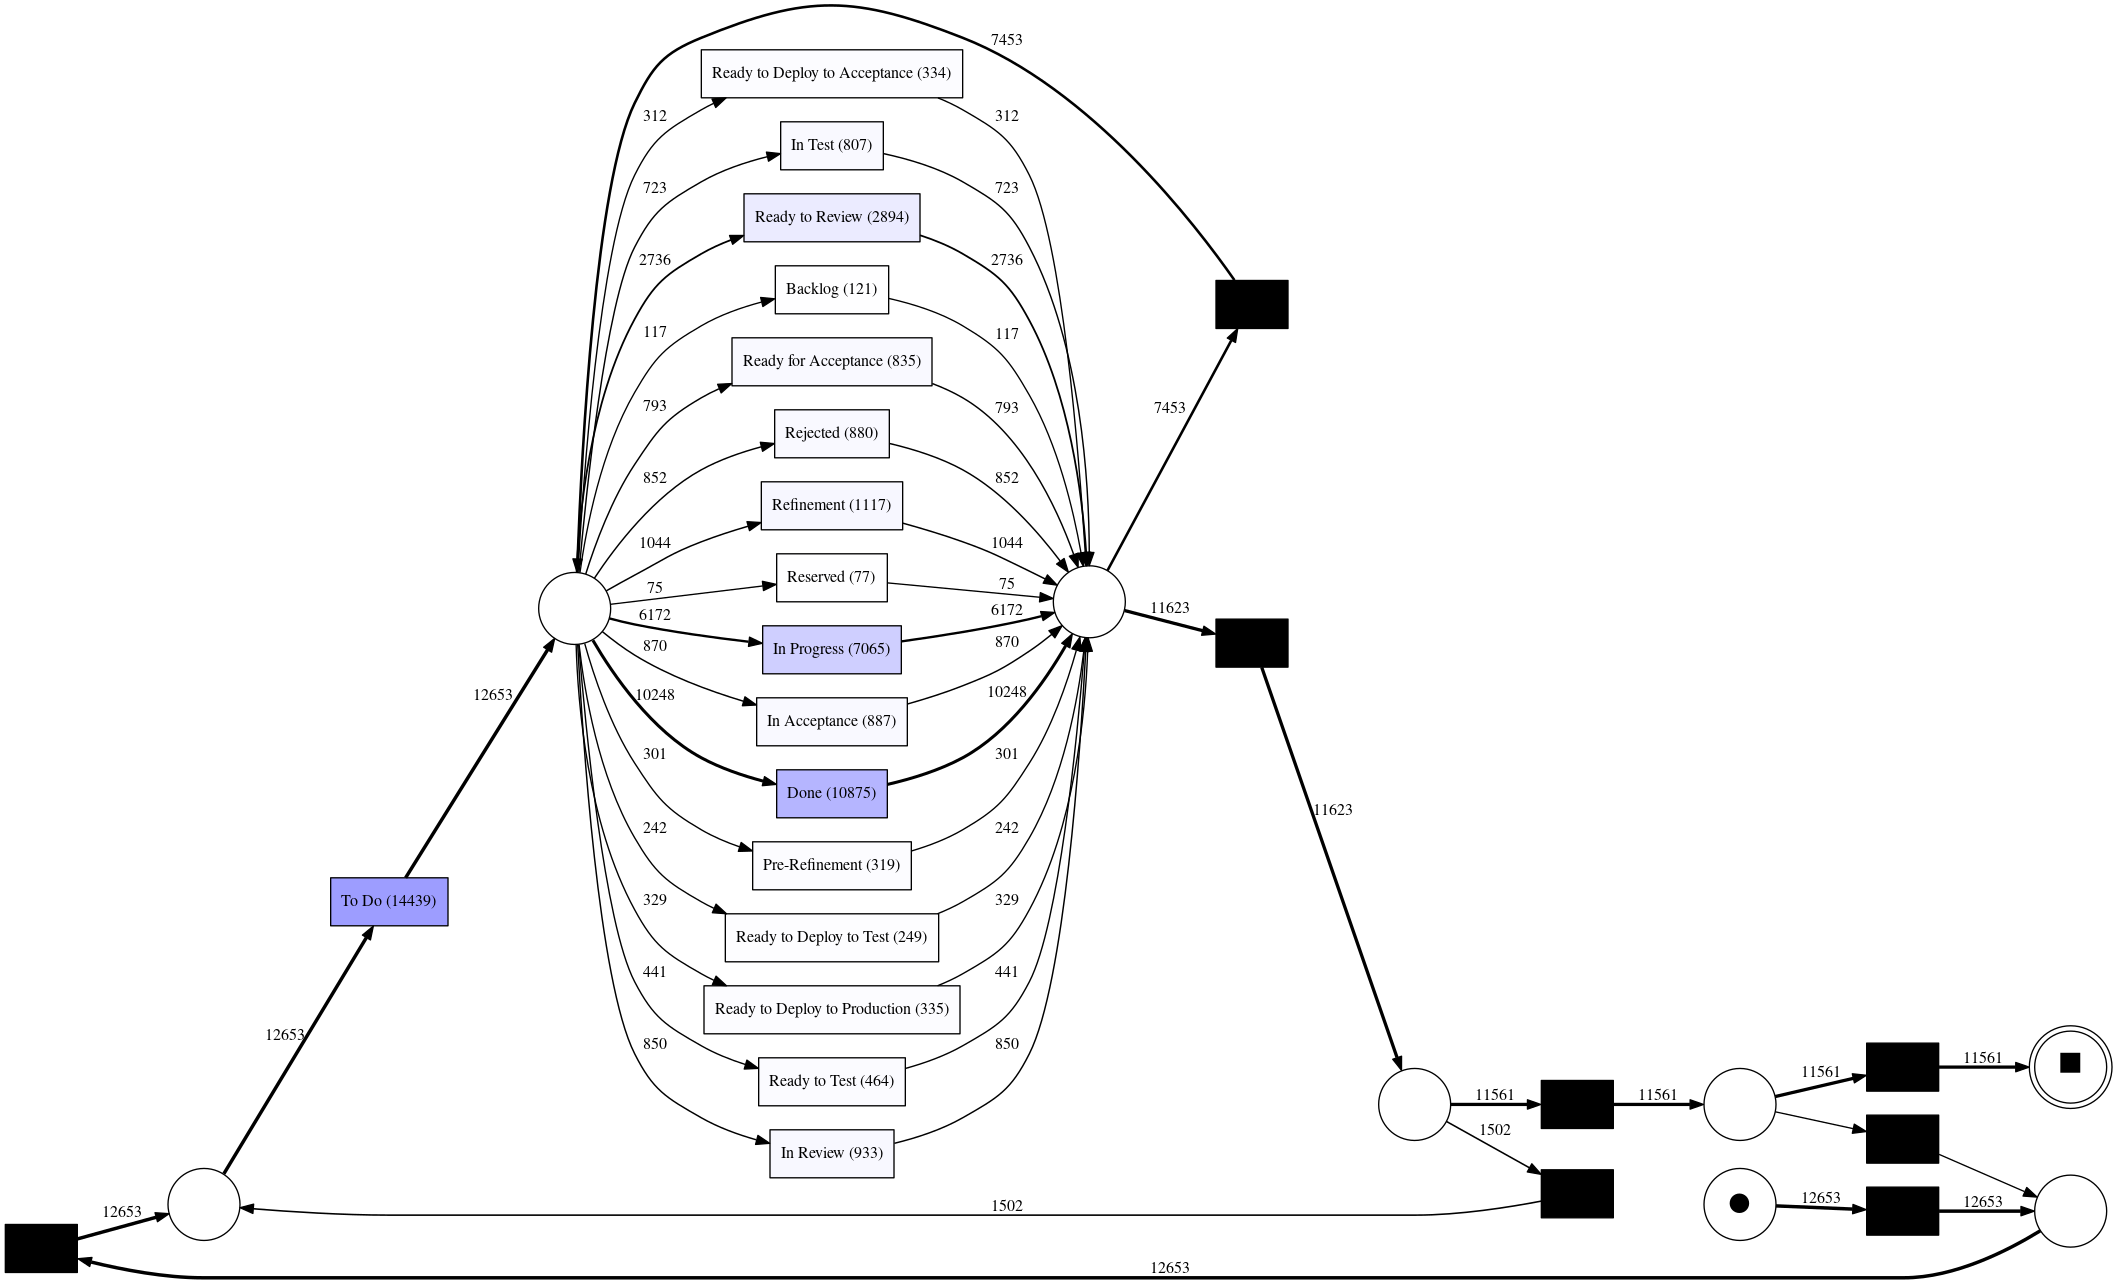 7453
Ready to Deploy to Acceptance (334)
312
312
In Test (807)
723
723
Ready to Review (2894)
2736
2736
Backlog (121)
117
117
Ready for Acceptance (835)
793
793
7453
Rejected (880)
852
852
Refinement (1117)
1044
1044
Reserved (77)
75
75
6172
6172
11623
In Progress (7065)
870
870
12653
10248
10248
In Acceptance (887)
301
301
Done (10875)
11623
242
242
Pre-Refinement (319)
To Do (14439)
329
329
Ready to Deploy to Test (249)
441
441
Ready to Deploy to Production (335)
12653
850
850
Ready to Test (464)
11561
11561
11561
11561
1502
In Review (933)
12653
12653
12653
1502
12653